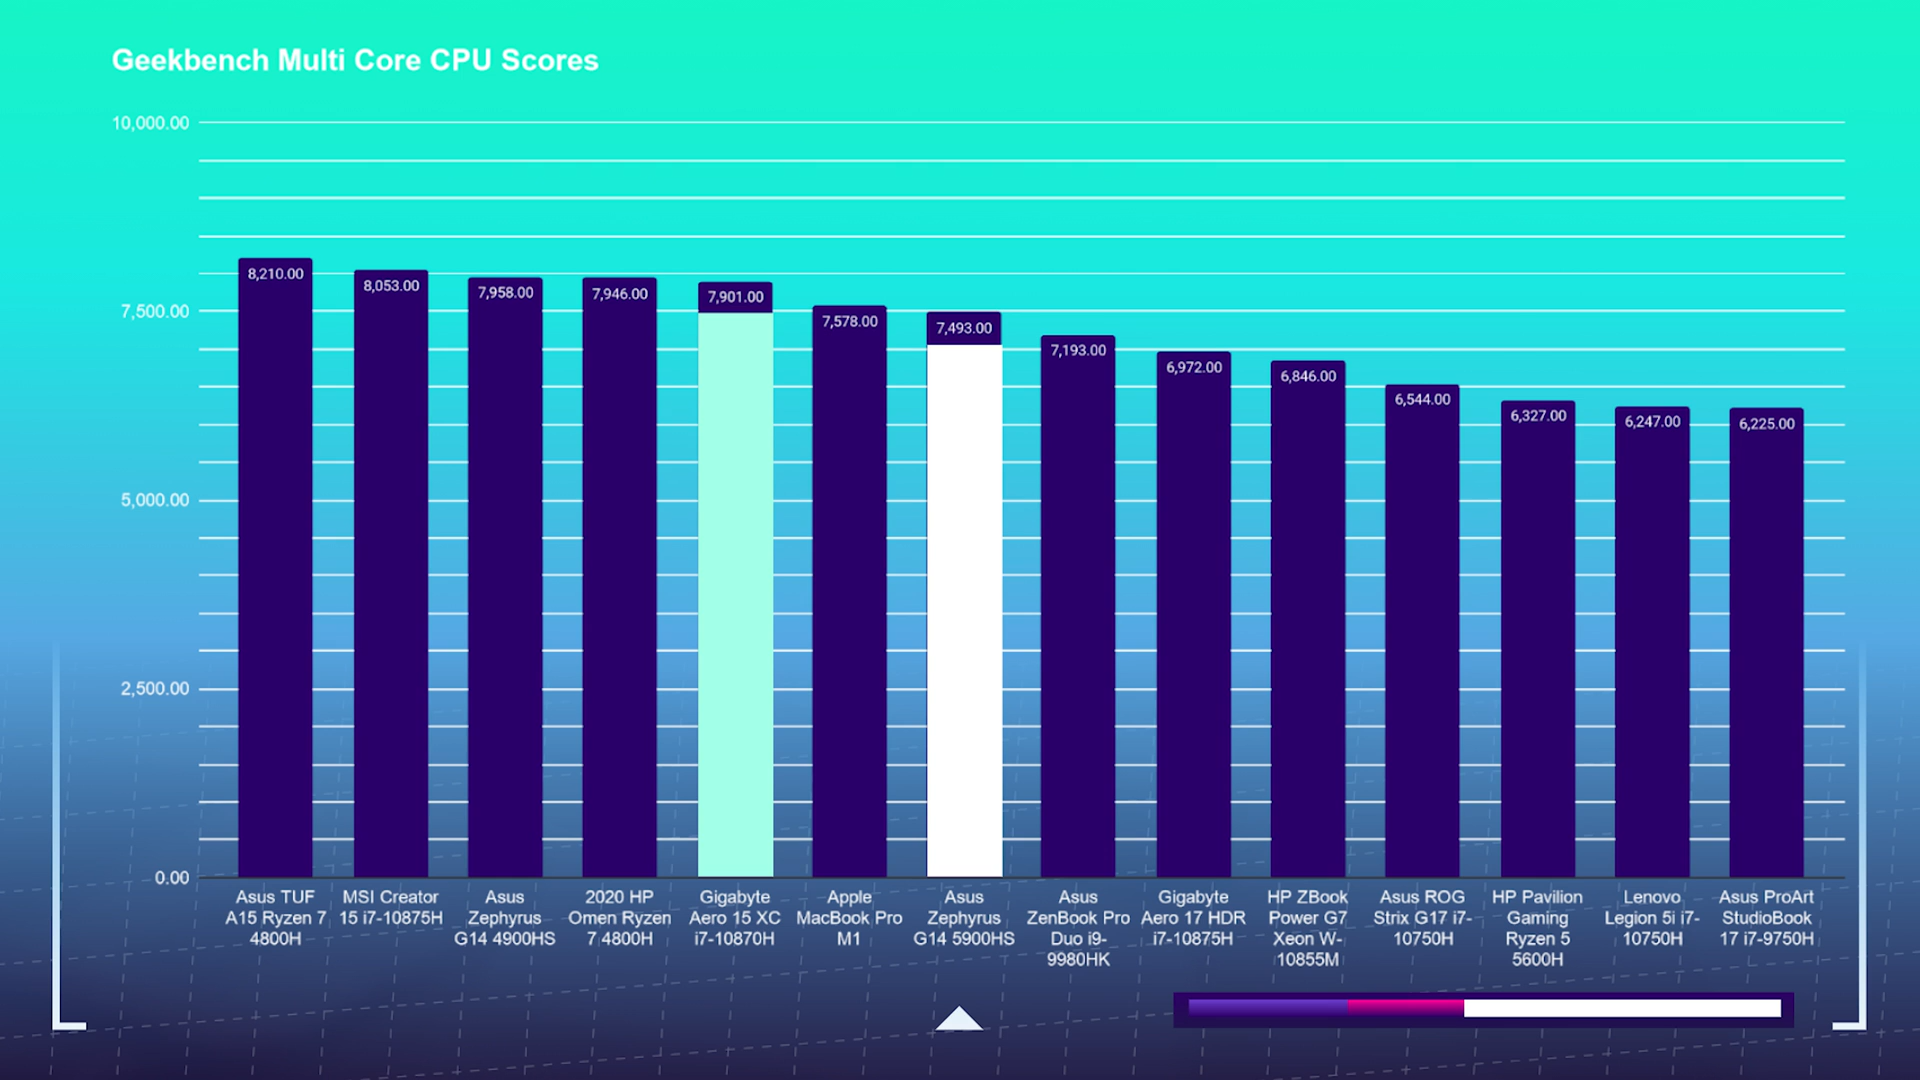 Geekbench Multi Core CPU Scores
10,000.00
7,500.00
5,000.00
2,500.00
0.00
8,210.00
8,053.00
7,958.00
7,946.00
7,901.00
7,578.00
7,493.00
7,193.00
6,972.00
6,846.00
6,544.00
6,327.00
6,247.00
6,225.00
Asus TUF
A15 Ryzen 7
4800H
MSI Creator
15 i7-10875H
Asus
Zephyrus
G14 4900HS
2020 HP
Omen Ryzen
7 4800H
Gigabyte
Aero 15 XC
i7-10870H
Apple
MacBook Pro
M1
Asus
Zephyrus
G14 5900HS
Asus
ZenBook Pro
Duo i9-
9980HK
Gigabyte
Aero 17 HDR
i7-10875H
HP ZBook
Power G7
Xeon W-
10855M
Asus ROG
Strix G17 i7-
10750H
HP Pavilion
Gaming
Ryzen 5
5600H
Lenovo
Legion 5i i7-
10750H
Asus ProArt
StudioBook
17 i7-9750H